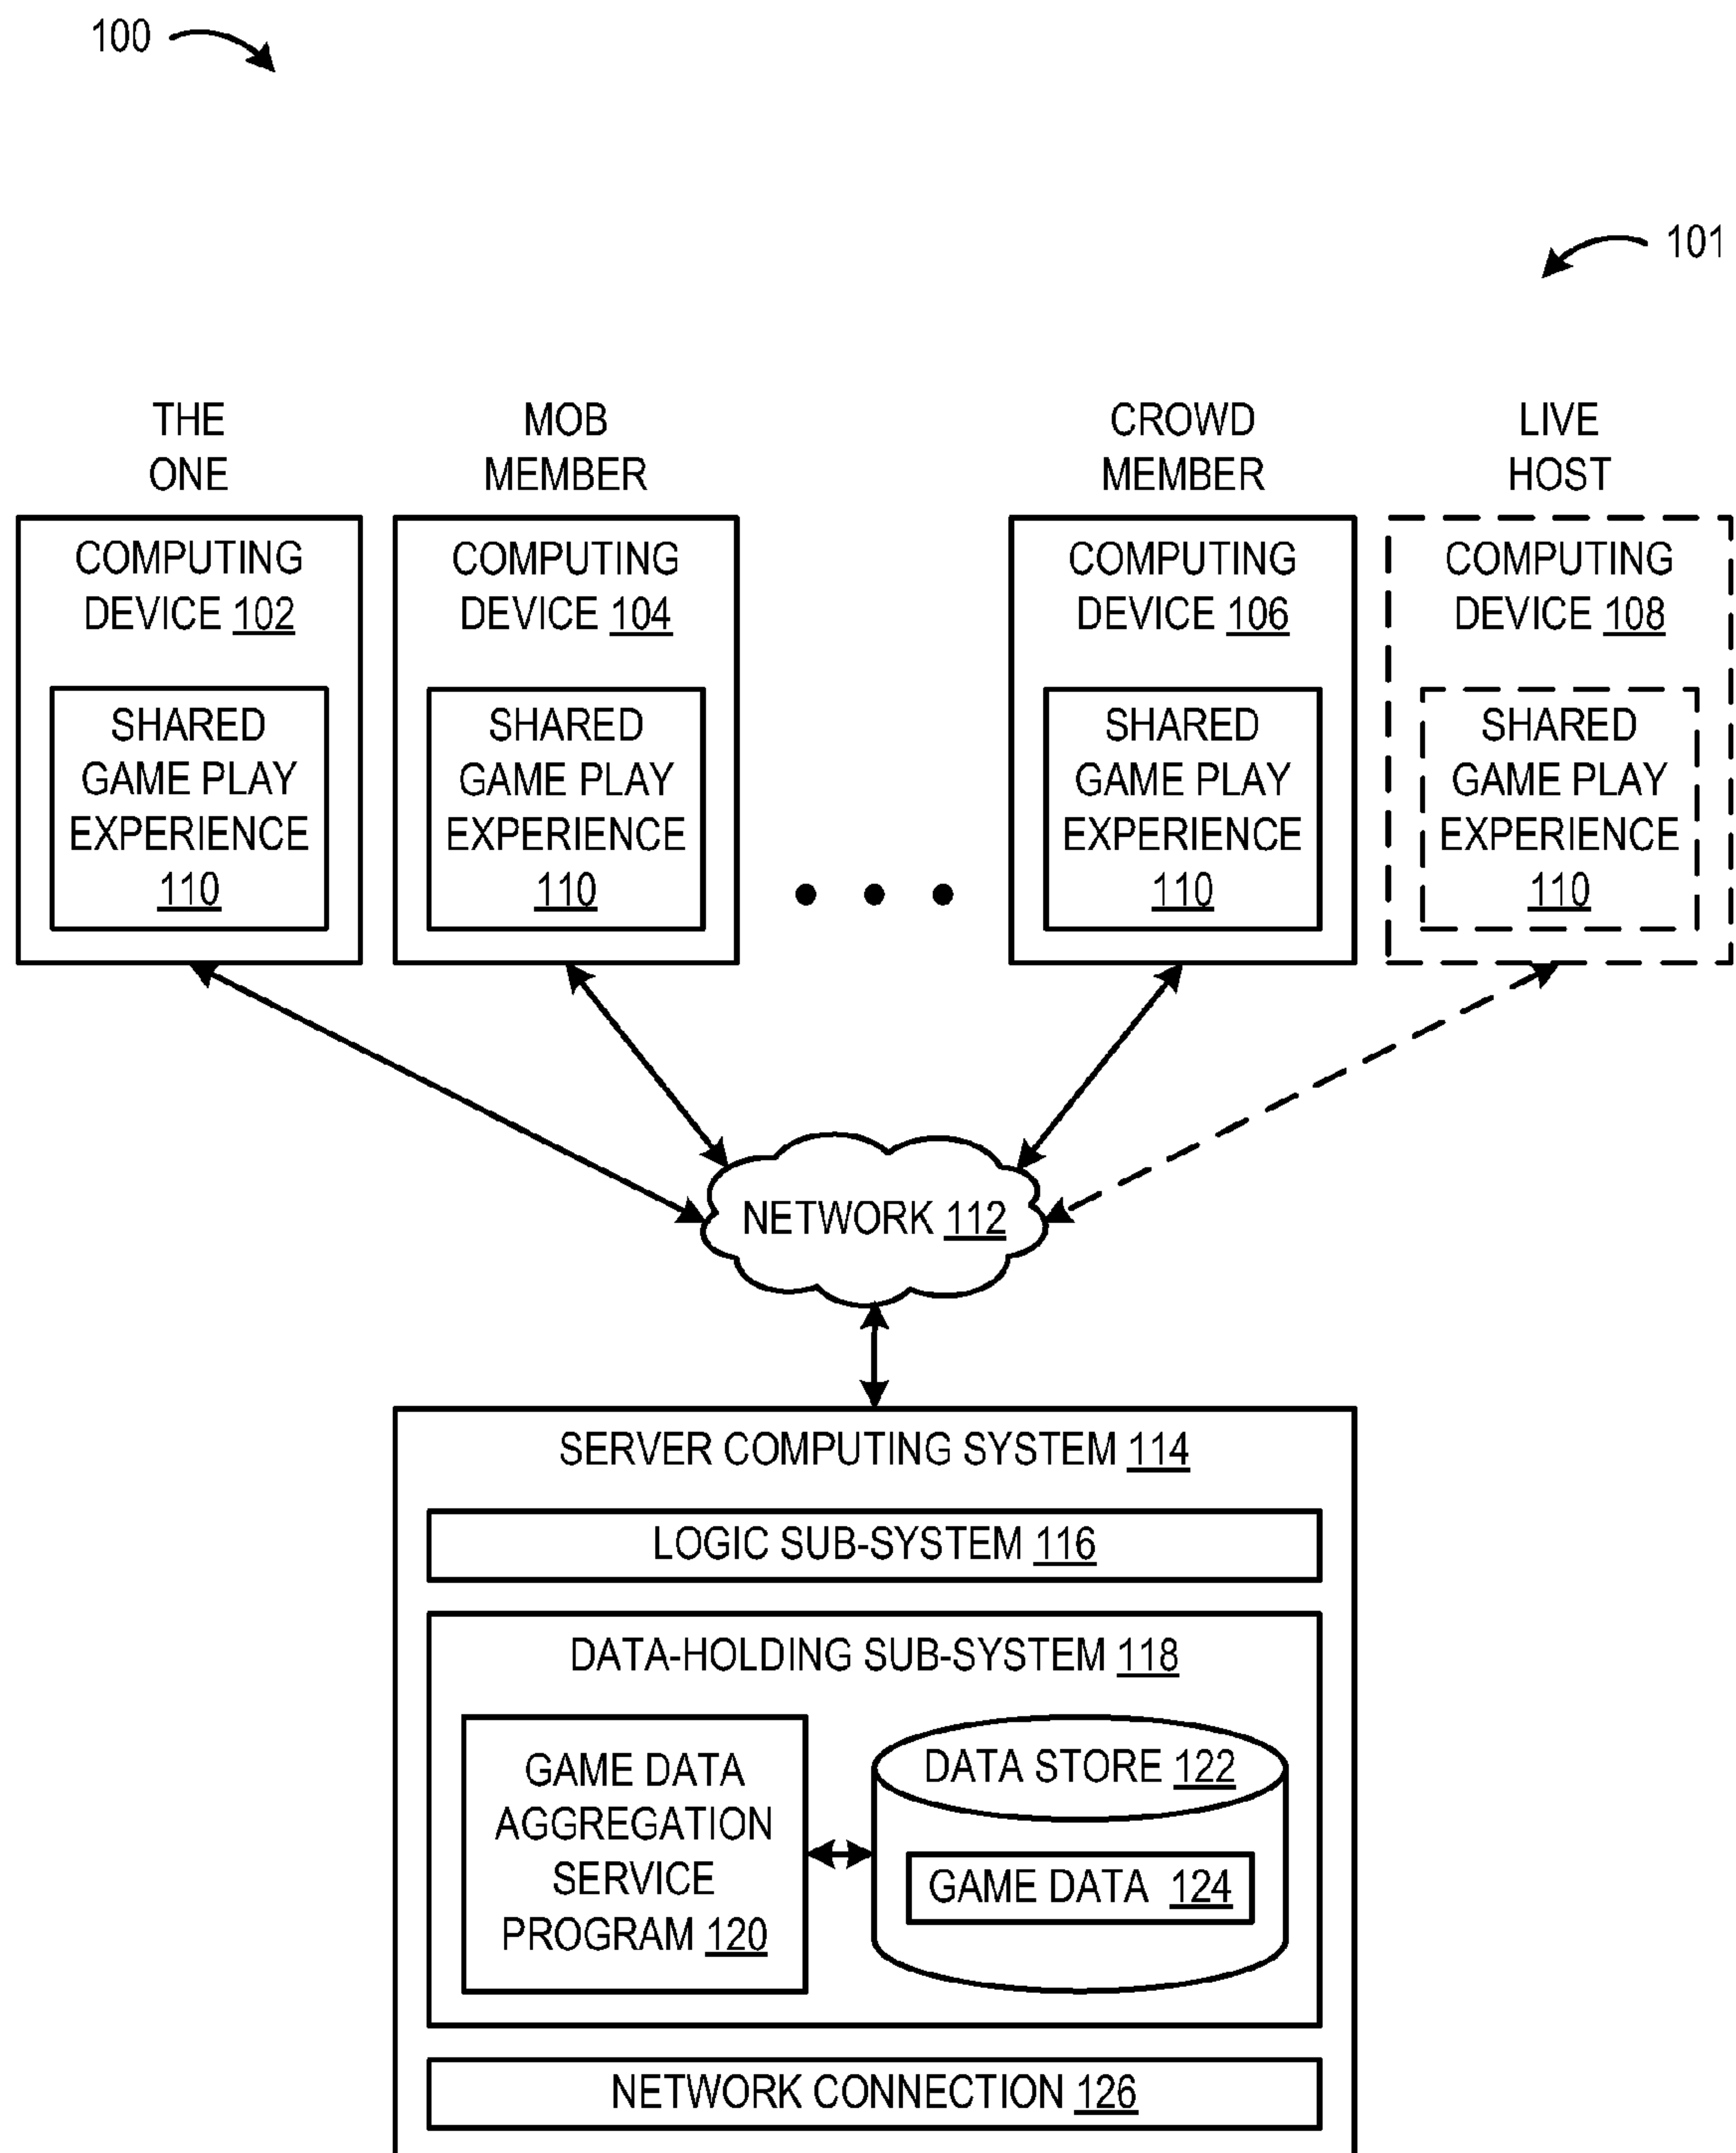 100
101
THE
ONE
MOB
MEMBER
CROWD
MEMBER
LIVE
HOST
COMPUTING
DEVICE 102
SHARED
GAME PLAY
EXPERIENCE
110
COMPUTING
DEVICE 104
SHARED
GAME PLAY
EXPERIENCE
110
COMPUTING
DEVICE 106
SHARED
GAME PLAY
EXPERIENCE
110
COMPUTING
DEVICE 108
SHARED
GAME PLAY
EXPERIENCE
110
NETWORK 112
SERVER COMPUTING SYSTEM 114
LOGIC SUB-SYSTEM 116
DATA-HOLDING SUB-SYSTEM 118
GAME DATA
AGGREGATION
SERVICE
PROGRAM 120
DATA STORE 122
GAME DATA 124
NETWORK CONNECTION 126